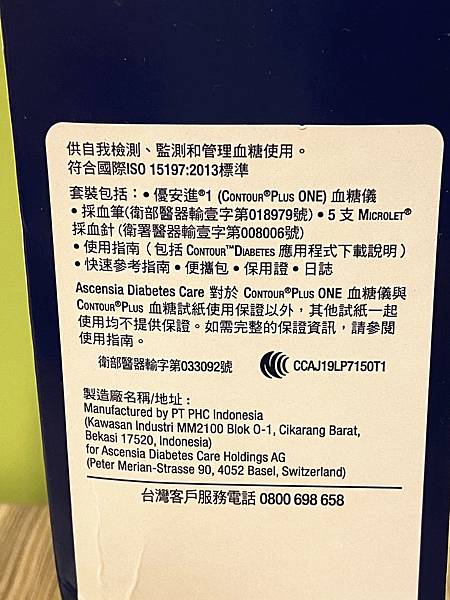 供自我檢測、監測和管理血糖使用。
符合國際ISO 15197:2013標準
套裝包括：• 優安進®1 (CONTOUR®PLUS ONE) 血糖儀
• 採血筆(衛部醫器輸壹字第018979號) • 5 支 MICROLET®
採血針(衛署醫器輸壹字第008006號)
• 使用指南（包括 CONTOUR™DIABETES 應用程式下載說明）
• 快速參考指南 • 便攜包 • 保用證 • 日誌
Ascensia Diabetes Care 對於 CONTOUR®PLUS ONE 血糖儀與
CONTOUR®PLUS 血糖試紙使用保證以外，其他試紙一起
使用均不提供保證。如需完整的保證資訊，請參閱
使用指南。
衛部醫器輸字第033092號 CCAJ19LP7150T1
製造廠名稱/地址：
Manufactured by PT PHC Indonesia
(Kawasan Industri MM2100 Blok O-1, Cikarang Barat,
Bekasi 17520, Indonesia)
for Ascensia Diabetes Care Holdings AG
(Peter Merian-Strasse 90, 4052 Basel, Switzerland)
台灣客戶服務電話 0800 698 658